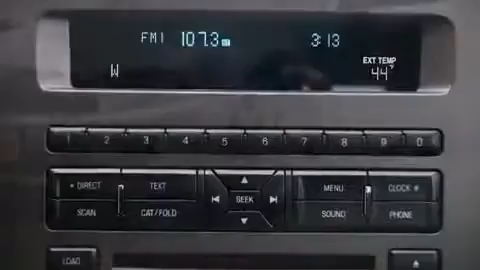 FM1 107.3 3:13
EXT TEMP
W 44°
1 2 3 4 5 6 7 8 9 0
DIRECT TEXT MENU CLOCK
SEEK
SCAN CAT/FOLD SOUND PHONE
LOAD